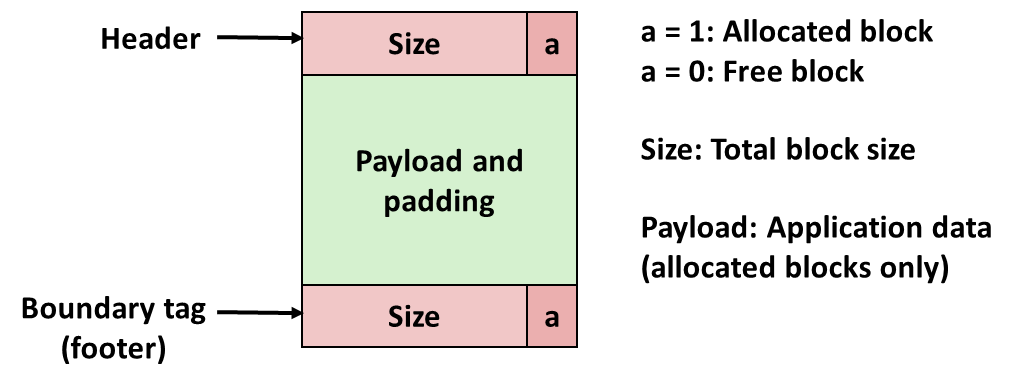 Header
Size
a
Payload and
padding
Boundary tag
(footer)
Size
a
a = 1: Allocated block
a = 0: Free block
Size: Total block size
Payload: Application data
(allocated blocks only)